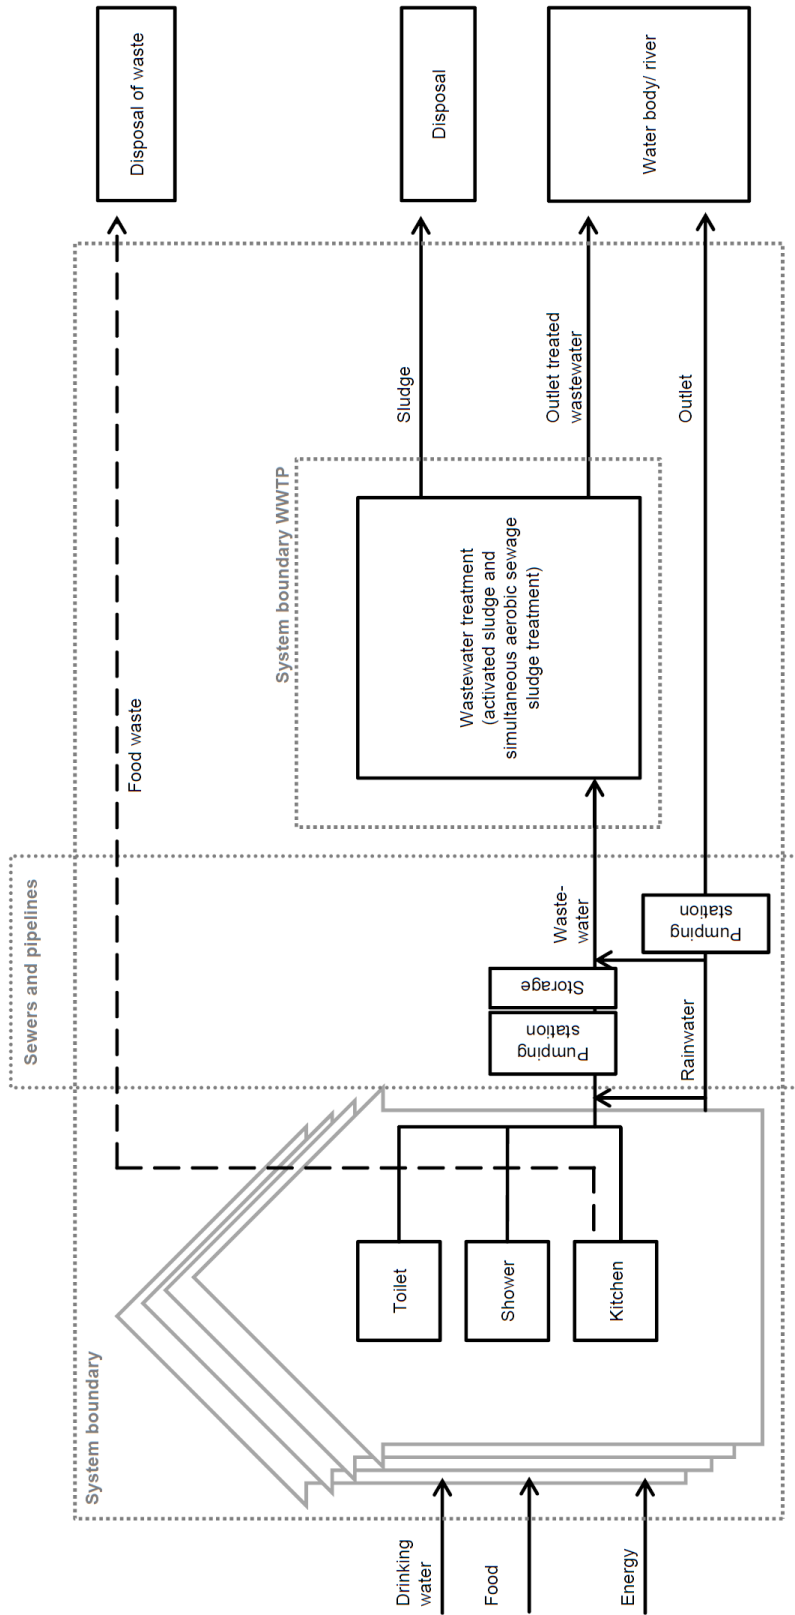 System boundary
Sewers and pipelines
Food waste
Disposal of waste
System boundary WWTP
Sludge
Disposal
Drinking
water
Food
Energy
Toilet
Shower
Kitchen
Pumping
station
Storage
Waste-
water
Wastewater treatment
(activated sludge and
simultaneous aerobic sewage
sludge treatment)
Outlet treated
wastewater
Water body/ river
Rainwater
Pumping
station
Outlet